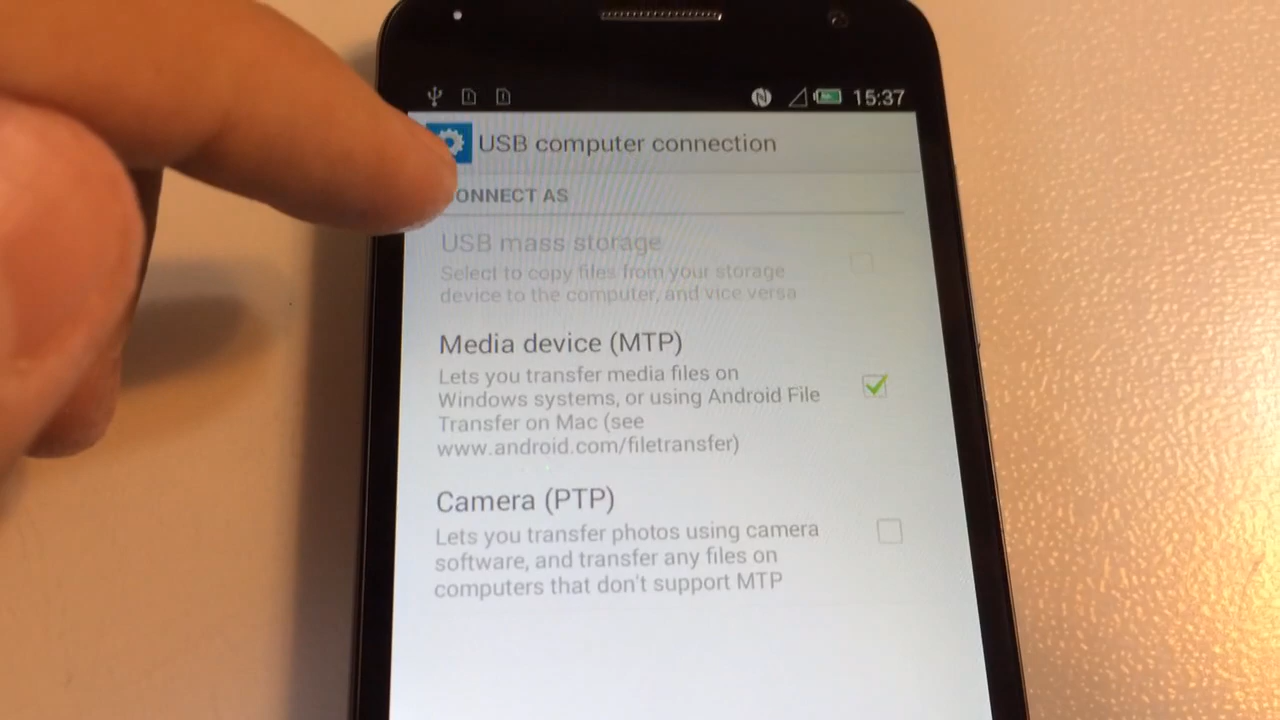 15:37
USB computer connection
ONNECT AS
USB mass storage
Select to copy files from your storage
device to the computer, and vice versa
Media device (MTP)
Lets you transfer media files on
Windows systems, or using Android File
Transfer on Mac (see
www.android.com/filetransfer)
Camera (PTP)
Lets you transfer photos using camera
software, and transfer any files on
computers that don't support MTP